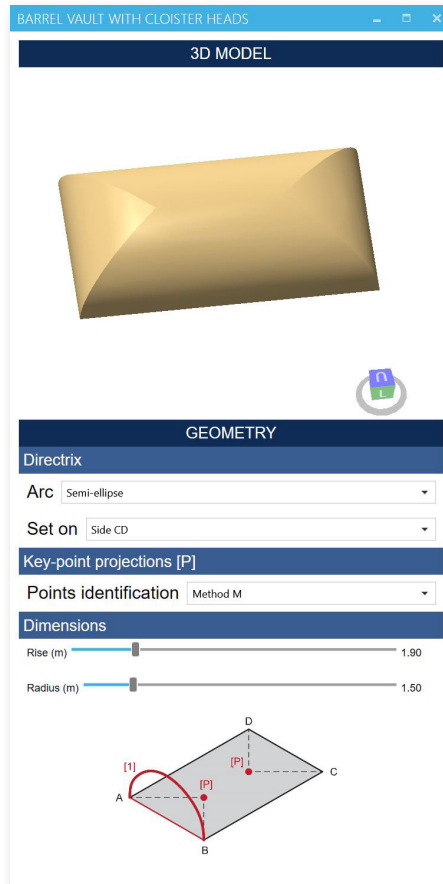 BARREL VAULT WITH CLOISTER HEADS
3D MODEL
U
L
GEOMETRY
Directrix
Arc Semi-ellipse
Set on Side CD
Key-point projections [P]
Points identification Method M
Dimensions
Rise (m) 1.90
Radius (m) 1.50
D
[1] [P] C
A [P]
B